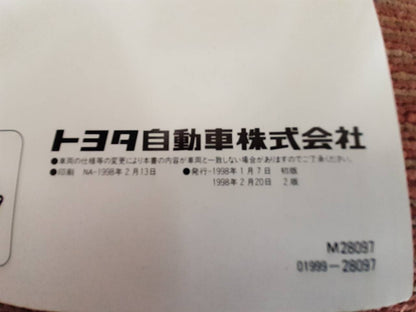 トヨタ自動車株式会社
●車両の仕様等の変更により本書の内容が車両と一致しない場合がありますのでご了承ください。
●印刷 NA-1998年2月13日 ●発行-1998年1月7日 初版
1998年2月20日 2版
M28097
01999-28097